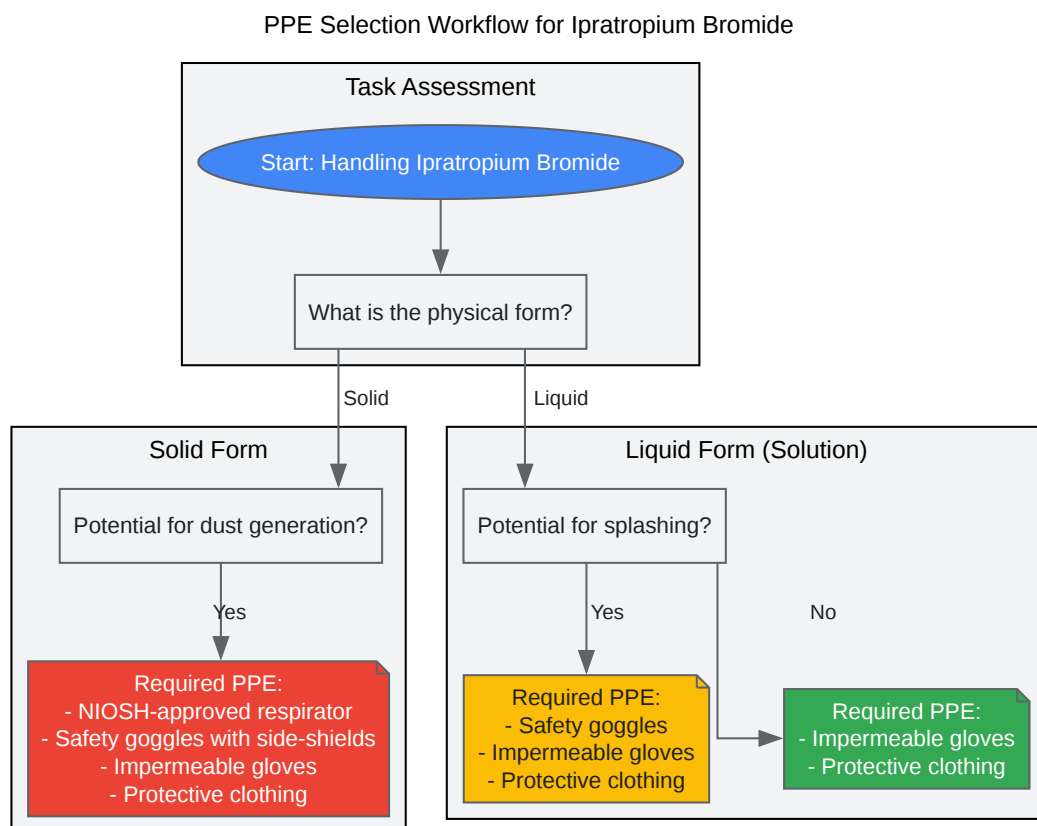 PPE Selection Workflow for Ipratropium Bromide
Task Assessment
Start: Handling Ipratropium Bromide
What is the physical form?
Solid
Liquid
Solid Form
Potential for dust generation?
Yes
Required PPE:
- NIOSH-approved respirator
- Safety goggles with side-shields
- Impermeable gloves
- Protective clothing
Liquid Form (Solution)
Potential for splashing?
Yes
No
Required PPE:
- Safety goggles
- Impermeable gloves
- Protective clothing
Required PPE:
- Impermeable gloves
- Protective clothing